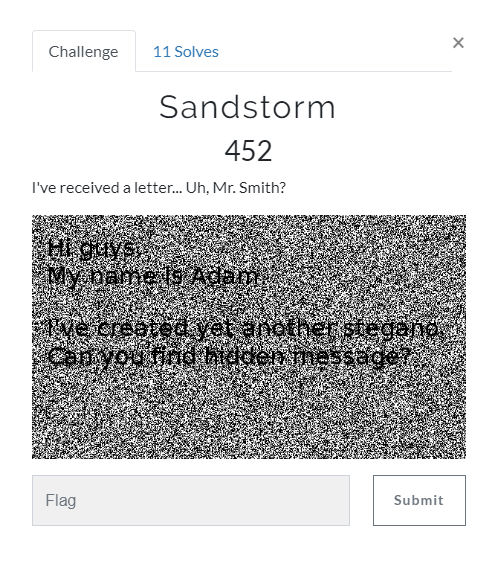 Challenge
11 Solves
×
Sandstorm
452
I've received a letter... Uh, Mr. Smith?
Hi guys.
My name is Adam.
I've created yet another stegano.
Can you find hidden message?
Flag
Submit